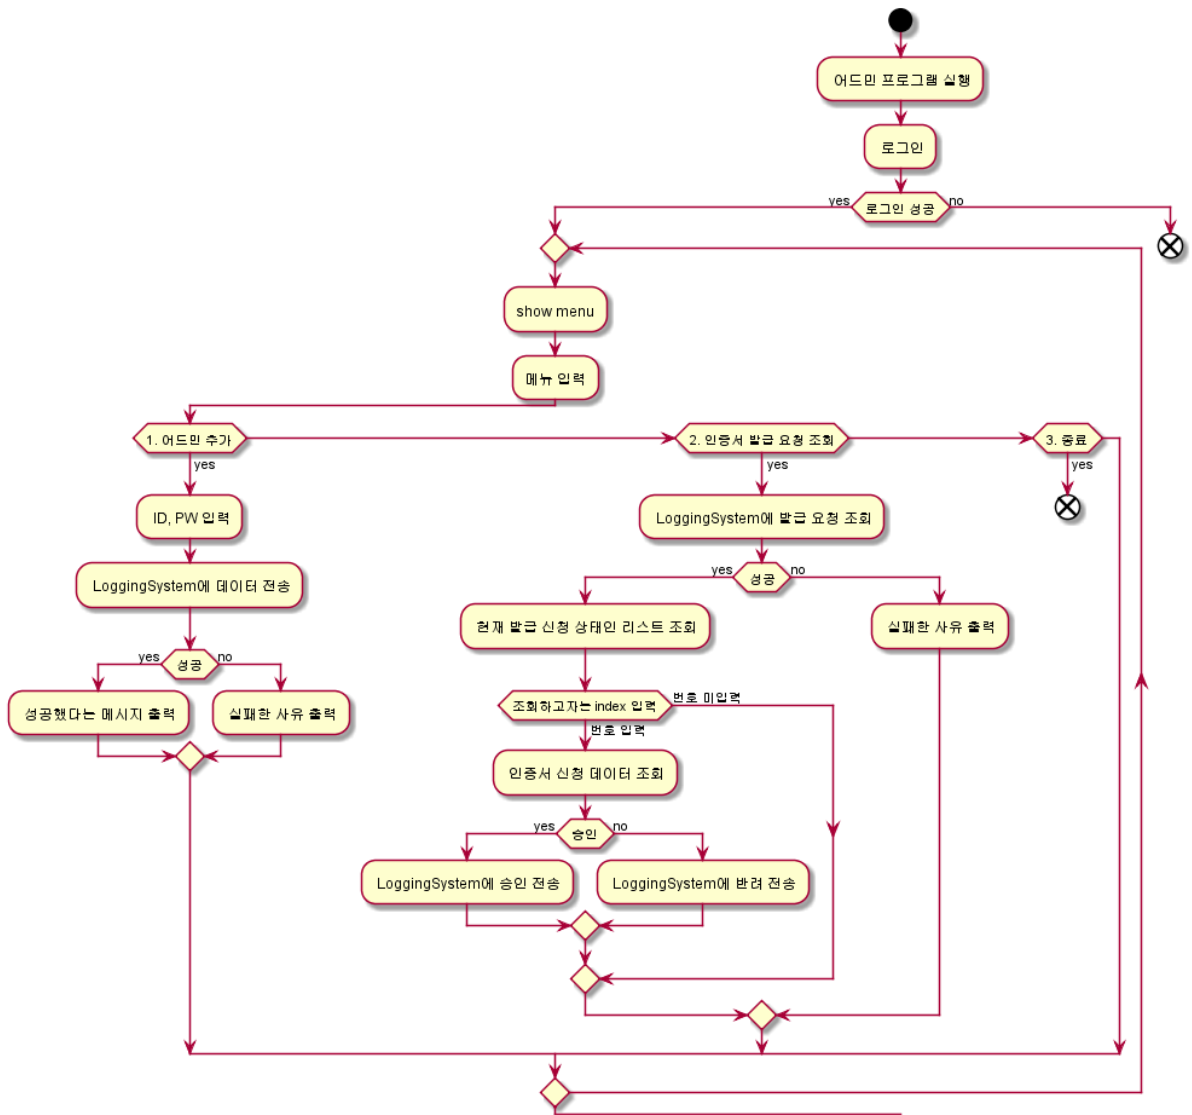 어드민 프로그램 실행
로그인
yes
로그인 성공
no
show menu
메뉴 입력
1. 어드민 추가
2. 인증서 발급 요청 조회
3. 종료
yes
yes
yes
ID, PW 입력
LoggingSystem에 발급 요청 조회
LoggingSystem에 데이터 전송
yes
성공
no
현재 발급 신청 상태인 리스트 조회
실패한 사유 출력
yes
성공
no
성공했다는 메시지 출력
실패한 사유 출력
조회하고자는 index 입력
번호 미입력
번호 입력
인증서 신청 데이터 조회
yes
승인
no
LoggingSystem에 승인 전송
LoggingSystem에 반려 전송